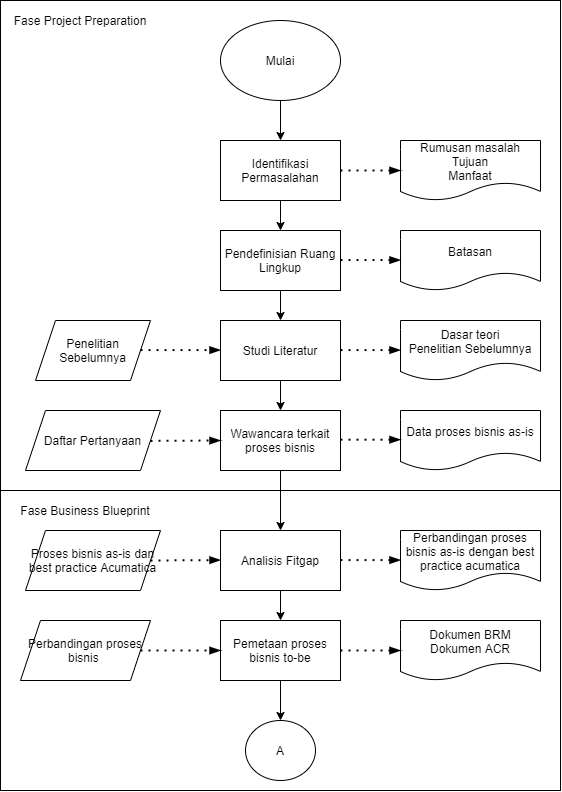 Fase Project Preparation
Mulai
Identifikasi
Permasalahan
Rumusan masalah
Tujuan
Manfaat
Pendefinisian Ruang
Lingkup
Batasan
Penelitian
Sebelumnya
Studi Literatur
Dasar teori
Penelitian Sebelumnya
Daftar Pertanyaan
Wawancara terkait
proses bisnis
Data proses bisnis as-is
Fase Business Blueprint
Proses bisnis as-is dan
best practice Acumatica
Analisis Fitgap
Perbandingan proses
bisnis as-is dengan best
practice acumatica
Perbandingan proses
bisnis
Pemetaan proses
bisnis to-be
Dokumen BRM
Dokumen ACR
A